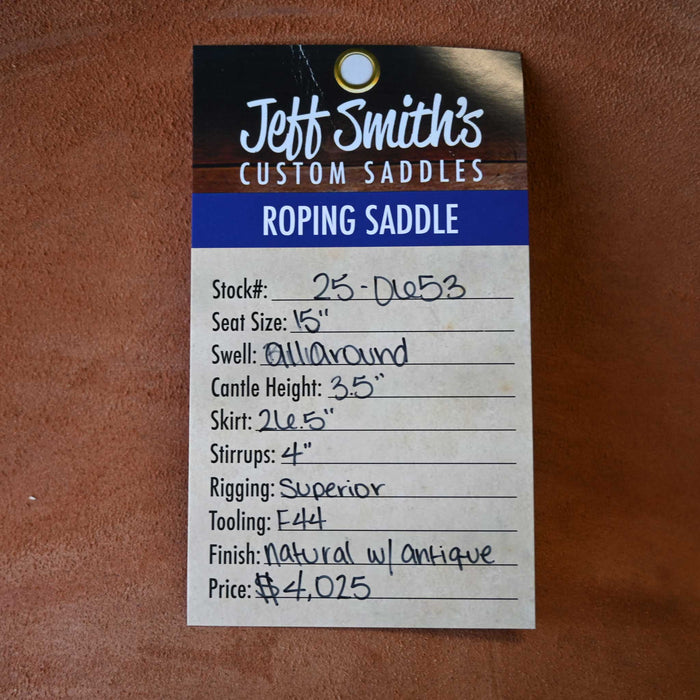 Jeff Smith's
CUSTOM SADDLES
ROPING SADDLE
Stock#: 25-0653
Seat Size: 15"
Swell: allaround
Cantle Height: 3.5"
Skirt: 26.5"
Stirrups: 4"
Rigging: Superior
Tooling: F44
Finish: natural w/ antique
Price: $4,025